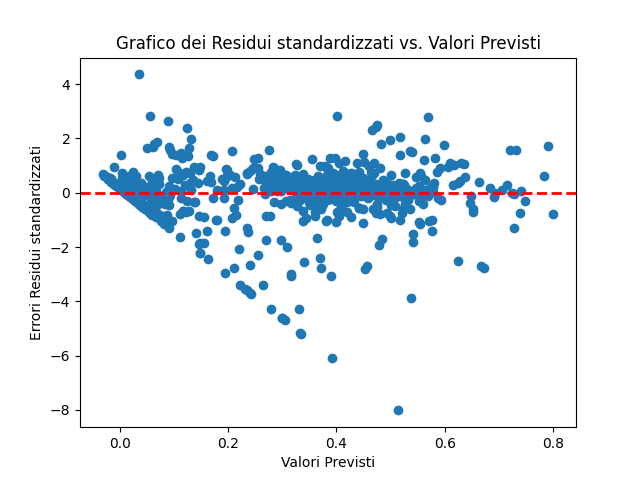 Grafico dei Residui standardizzati vs. Valori Previsti
Errori Residui standardizzati
4
2
0
−2
−4
−6
−8
0.0 0.2 0.4 0.6 0.8
Valori Previsti